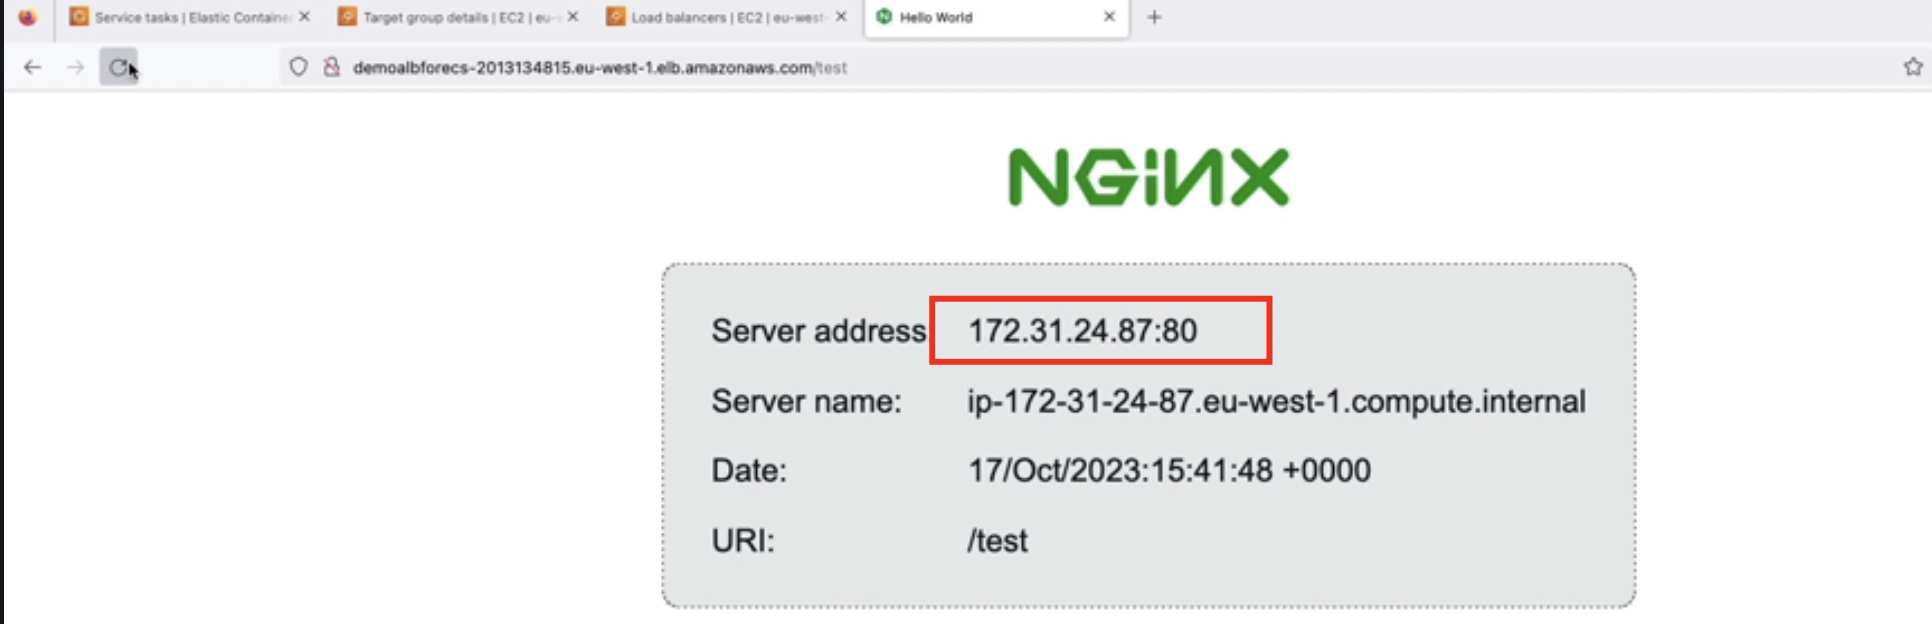 Service tasks | Elastic Container
Target group details | EC2 | eu-
Load balancers | EC2 | eu-west-
Hello World
demoalbforecs-2013134815.eu-west-1.elb.amazonaws.com/test
NGINX
Server address 172.31.24.87:80
Server name: ip-172-31-24-87.eu-west-1.compute.internal
Date: 17/Oct/2023:15:41:48 +0000
URI: /test